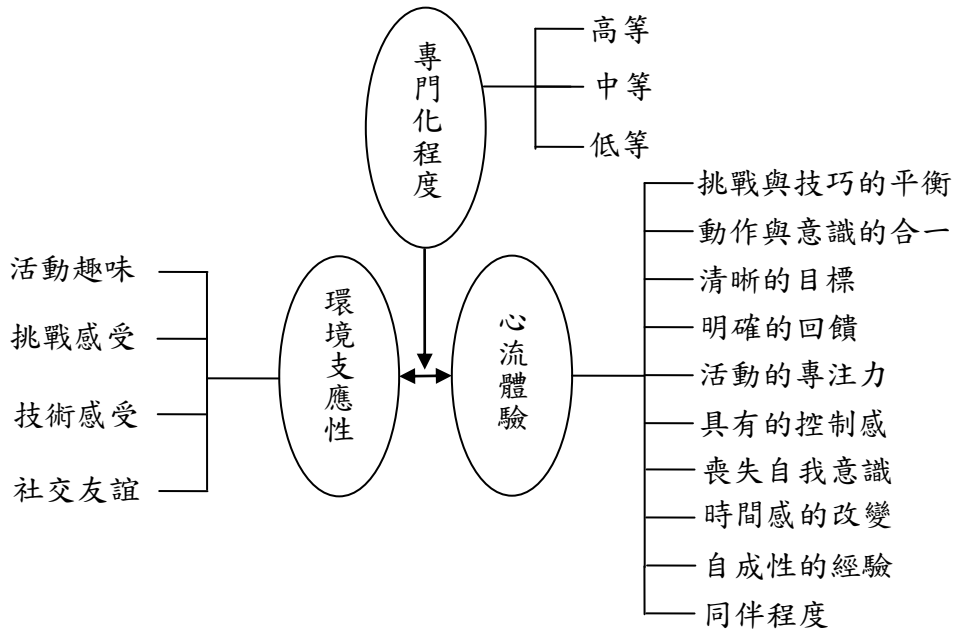 專門化程度
高等
中等
低等
環境支應性
活動趣味
挑戰感受
技術感受
社交友誼
心流體驗
挑戰與技巧的平衡
動作與意識的合一
清晰的目標
明確的回饋
活動的專注力
具有的控制感
喪失自我意識
時間感的改變
自成性的經驗
同伴程度